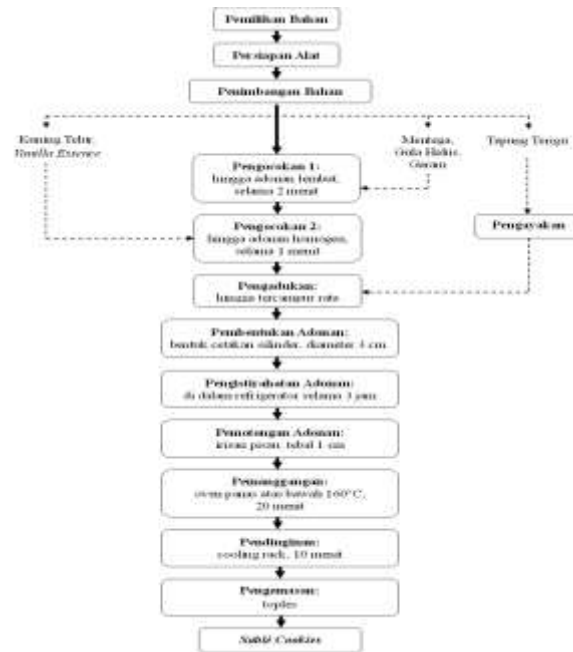 Pemilihan Bahan
Persiapan Alat
Penimbangan Bahan
Kuning Telur,
Vanilla Essence
Mentega,
Gula Halus,
Garam
Tepung Terigu
Pengocokan 1:
hingga adonan lembut,
selama 2 menit
Pengocokan 2:
hingga adonan homogen,
selama 1 menit
Pengayakan
Pengadukan:
hingga tercampur rata
Pembentukan Adonan:
bentuk cetakan silinder, diameter cm
Pengistirahatan Adonan:
di dalam refrigerator selama 3 jam
Pemotongan Adonan:
irisan pisau, tebal 1 cm
Pemanggangan:
oven panas atas bawah 160°C,
20 menit
Pendinginan:
cooling rack, 10 menit
Pengemasan:
toples
Sablé Cookies